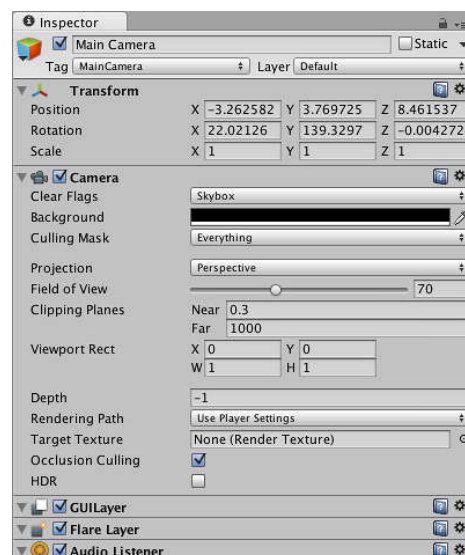 Inspector
Main Camera Static
Tag MainCamera Layer Default
Transform
Position X -3.262582 Y 3.769725 Z 8.461537
Rotation X 22.02126 Y 139.3297 Z -0.004272
Scale X 1 Y 1 Z 1
Camera
Clear Flags Skybox
Background
Culling Mask Everything
Projection Perspective
Field of View 70
Clipping Planes Near 0.3
Far 1000
Viewport Rect X 0 Y 0
W 1 H 1
Depth -1
Rendering Path Use Player Settings
Target Texture None (Render Texture)
Occlusion Culling
HDR
GUILayer
Flare Layer
Audio Listener